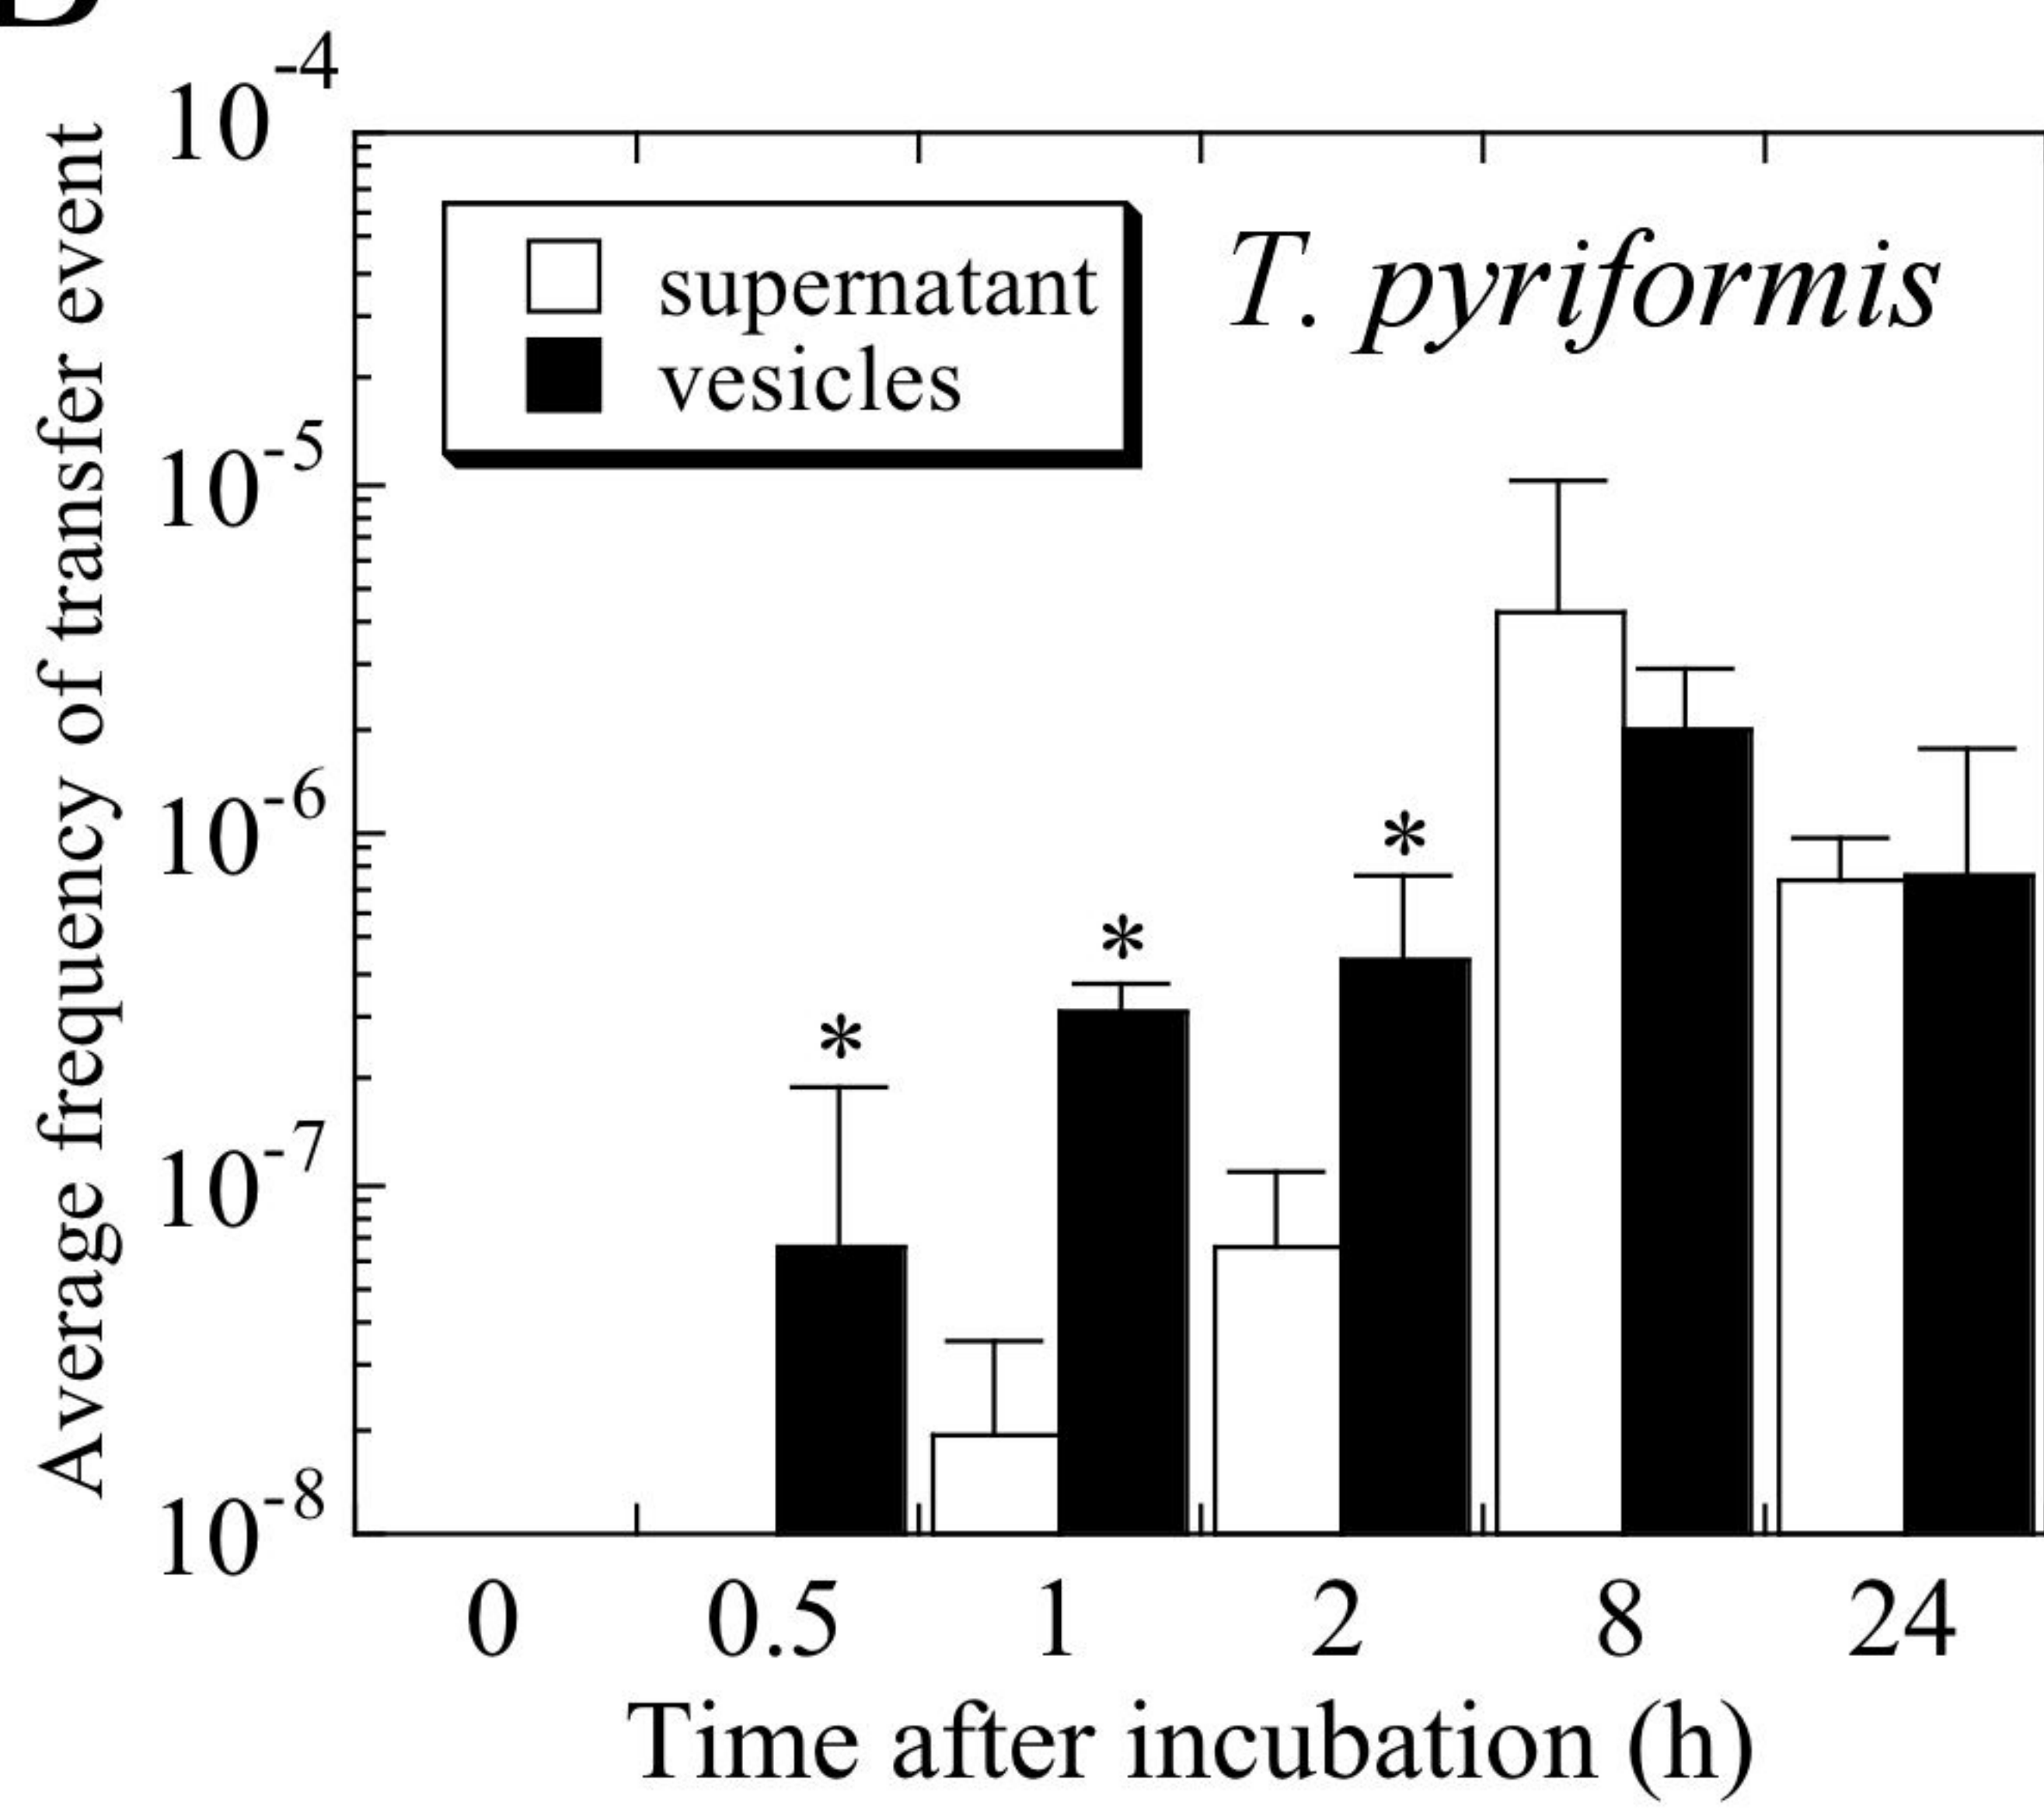 10-4
10-5
10-6
10-7
10-8
Average frequency of transfer event
supernatant
vesicles
T. pyriformis
*
*
*
0 0.5 1 2 8 24
Time after incubation (h)